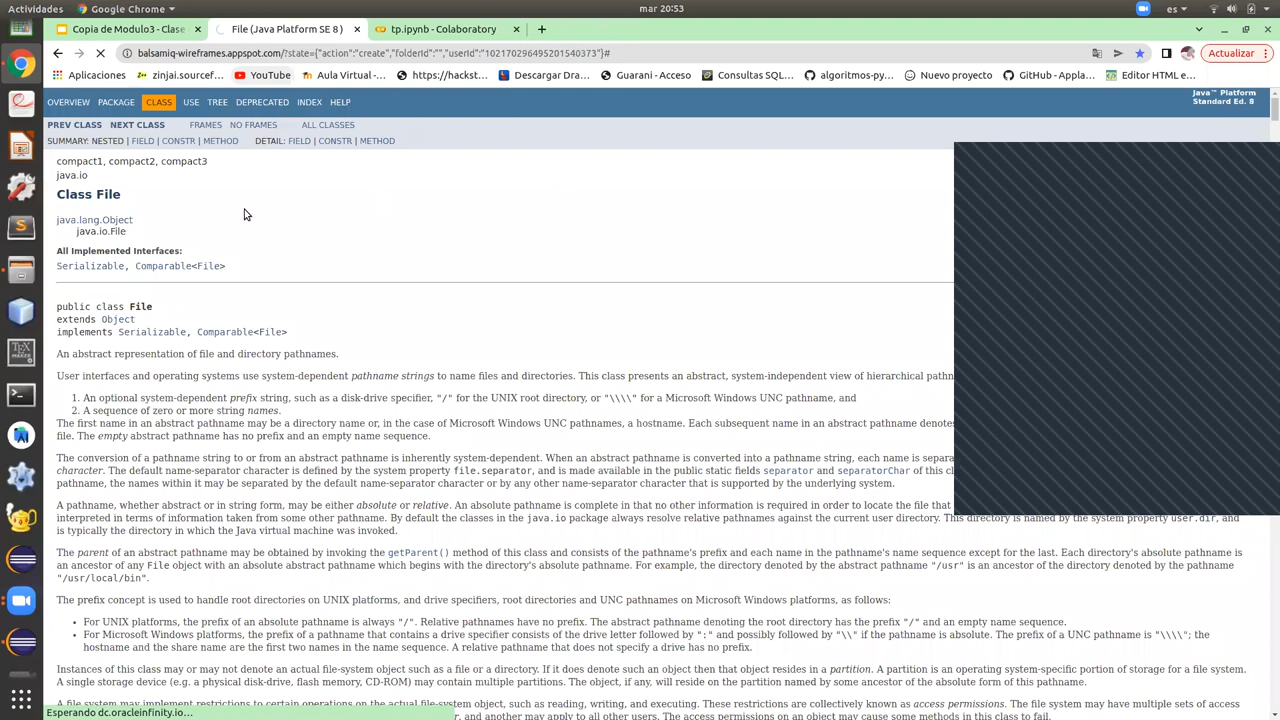 Actividades
Google Chrome
mar 20:53
es
Copia de Modulo3 - Clase
File (Java Platform SE 8 )
tp.ipynb - Colaboratory
balsamiq-wireframes.appspot.com/?state={"action":"create","folderId":"","userId":"102170296495201540373"}#
Actualizar
Aplicaciones
zinjai.sourcef...
YouTube
Aula Virtual -...
https://hackst...
Descargar Dra...
Guarani - Acceso
Consultas SQL...
algoritmos-py...
Nuevo proyecto
GitHub - Appla...
Editor HTML e...
OVERVIEW PACKAGE CLASS USE TREE DEPRECATED INDEX HELP
Java™ Platform
Standard Ed. 8
PREV CLASS NEXT CLASS FRAMES NO FRAMES ALL CLASSES
SUMMARY: NESTED | FIELD | CONSTR | METHOD DETAIL: FIELD | CONSTR | METHOD
compact1, compact2, compact3
java.io
Class File
java.lang.Object
java.io.File
All Implemented Interfaces:
Serializable, Comparable<File>
public class File
extends Object
implements Serializable, Comparable<File>
An abstract representation of file and directory pathnames.
User interfaces and operating systems use system-dependent pathname strings to name files and directories. This class presents an abstract, system-independent view of hierarchical pathn
1. An optional system-dependent prefix string, such as a disk-drive specifier, "/" for the UNIX root directory, or "\\\\" for a Microsoft Windows UNC pathname, and
2. A sequence of zero or more string names.
The first name in an abstract pathname may be a directory name or, in the case of Microsoft Windows UNC pathnames, a hostname. Each subsequent name in an abstract pathname denotes
file. The empty abstract pathname has no prefix and an empty name sequence.
The conversion of a pathname string to or from an abstract pathname is inherently system-dependent. When an abstract pathname is converted into a pathname string, each name is separa
character. The default name-separator character is defined by the system property file.separator, and is made available in the public static fields separator and separatorChar of this cl
pathname, the names within it may be separated by the default name-separator character or by any other name-separator character that is supported by the underlying system.
A pathname, whether abstract or in string form, may be either absolute or relative. An absolute pathname is complete in that no other information is required in order to locate the file that
interpreted in terms of information taken from some other pathname. By default the classes in the java.io package always resolve relative pathnames against the current user directory. This directory is named by the system property user.dir, and
is typically the directory in which the Java virtual machine was invoked.
The parent of an abstract pathname may be obtained by invoking the getParent() method of this class and consists of the pathname's prefix and each name in the pathname's name sequence except for the last. Each directory's absolute pathname is
an ancestor of any File object with an absolute abstract pathname which begins with the directory's absolute pathname. For example, the directory denoted by the abstract pathname "/usr" is an ancestor of the directory denoted by the pathname
"/usr/local/bin".
The prefix concept is used to handle root directories on UNIX platforms, and drive specifiers, root directories and UNC pathnames on Microsoft Windows platforms, as follows:
• For UNIX platforms, the prefix of an absolute pathname is always "/". Relative pathnames have no prefix. The abstract pathname denoting the root directory has the prefix "/" and an empty name sequence.
• For Microsoft Windows platforms, the prefix of a pathname that contains a drive specifier consists of the drive letter followed by ":" and possibly followed by "\\" if the pathname is absolute. The prefix of a UNC pathname is "\\\\"; the
hostname and the share name are the first two names in the name sequence. A relative pathname that does not specify a drive has no prefix.
Instances of this class may or may not denote an actual file-system object such as a file or a directory. If it does denote such an object then that object resides in a partition. A partition is an operating system-specific portion of storage for a file system.
A single storage device (e.g. a physical disk-drive, flash memory, CD-ROM) may contain multiple partitions. The object, if any, will reside on the partition named by some ancestor of the absolute form of this pathname.
A file system may implement restrictions to certain operations on the actual file-system object, such as reading, writing, and executing. These restrictions are collectively known as access permissions. The file system may have multiple sets of access
Esperando dc.oracleinfinity.io...
r, and another may apply to all other users. The access permissions on an object may cause some methods in this class to fail.